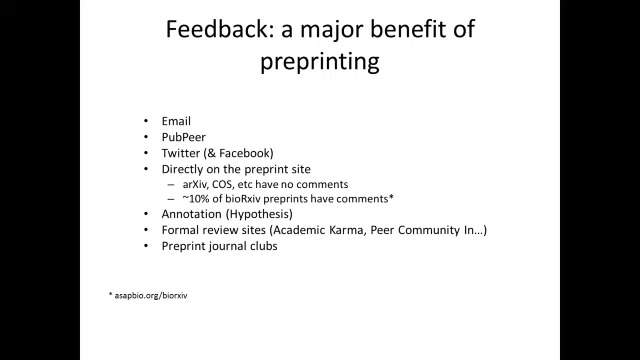 Feedback: a major benefit of
preprinting
• Email
• PubPeer
• Twitter (& Facebook)
• Directly on the preprint site
– arXiv, COS, etc have no comments
– ~10% of bioRxiv preprints have comments*
• Annotation (Hypothesis)
• Formal review sites (Academic Karma, Peer Community In…)
• Preprint journal clubs
* asapbio.org/biorxiv